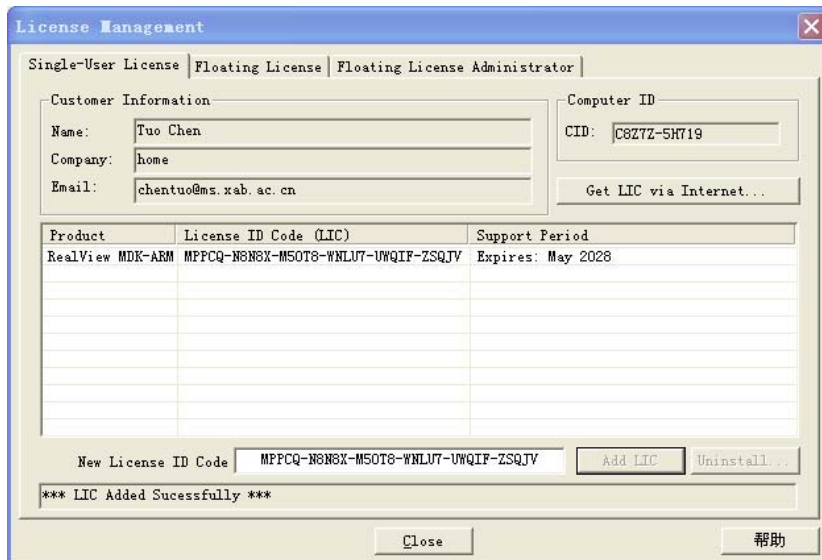 License Management
Single-User License Floating License Floating License Administrator
Customer Information
Name: Tuo Chen
Company: home
Email: chentuo@ms.xab.ac.cn
Computer ID
CID: C8Z7Z-5H719
Get LIC via Internet...
Product License ID Code (LIC) Support Period
RealView MDK-ARM MPPCQ-N8N8X-M5OT8-WNLU7-UWQIF-ZSQJV Expires: May 2028
New License ID Code MPPCQ-N8N8X-M5OT8-WNLU7-UWQIF-ZSQJV Add LIC Uninstall...
*** LIC Added Sucessfully ***
Close 帮助